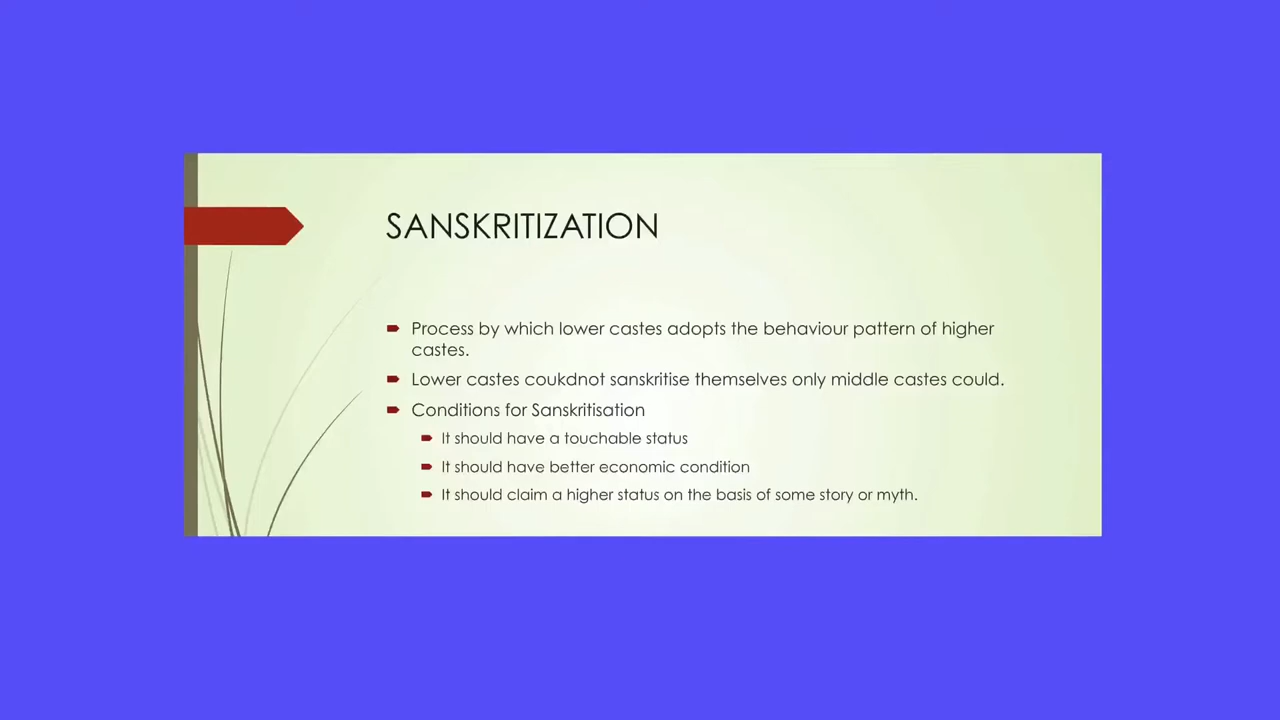 SANSKRITIZATION
Process by which lower castes adopts the behaviour pattern of higher
castes.
Lower castes coukdnot sanskritise themselves only middle castes could.
Conditions for Sanskritisation
It should have a touchable status
It should have better economic condition
It should claim a higher status on the basis of some story or myth.